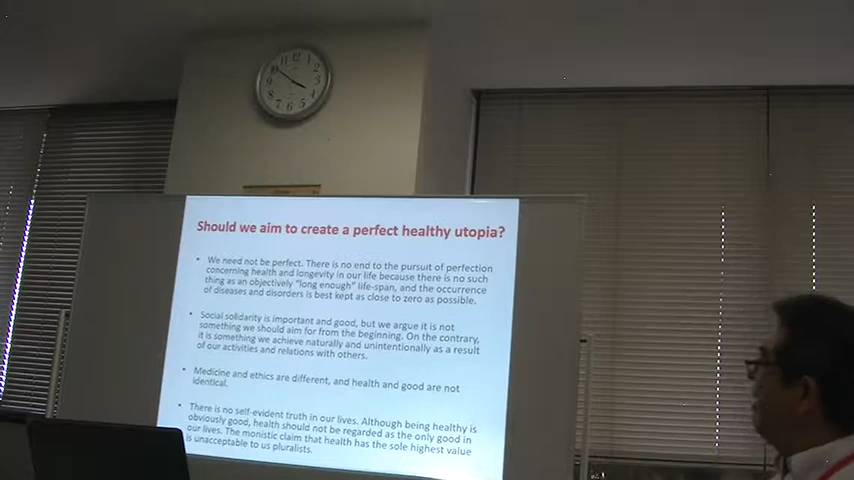 Should we aim to create a perfect healthy utopia?
• We need not be perfect. There is no end to the pursuit of perfection
concerning health and longevity in our life because there is no such
thing as an objectively "long enough" life-span, and the occurrence
of diseases and disorders is best kept as close to zero as possible.
• Social solidarity is important and good, but we argue it is not
something we should aim for from the beginning. On the contrary,
it is something we achieve naturally and unintentionally as a result
of our activities and relations with others.
• Medicine and ethics are different, and health and good are not
identical.
• There is no self-evident truth in our lives. Although being healthy is
obviously good, health should not be regarded as the only good in
our lives. The monistic claim that health has the sole highest value
is unacceptable to us pluralists.